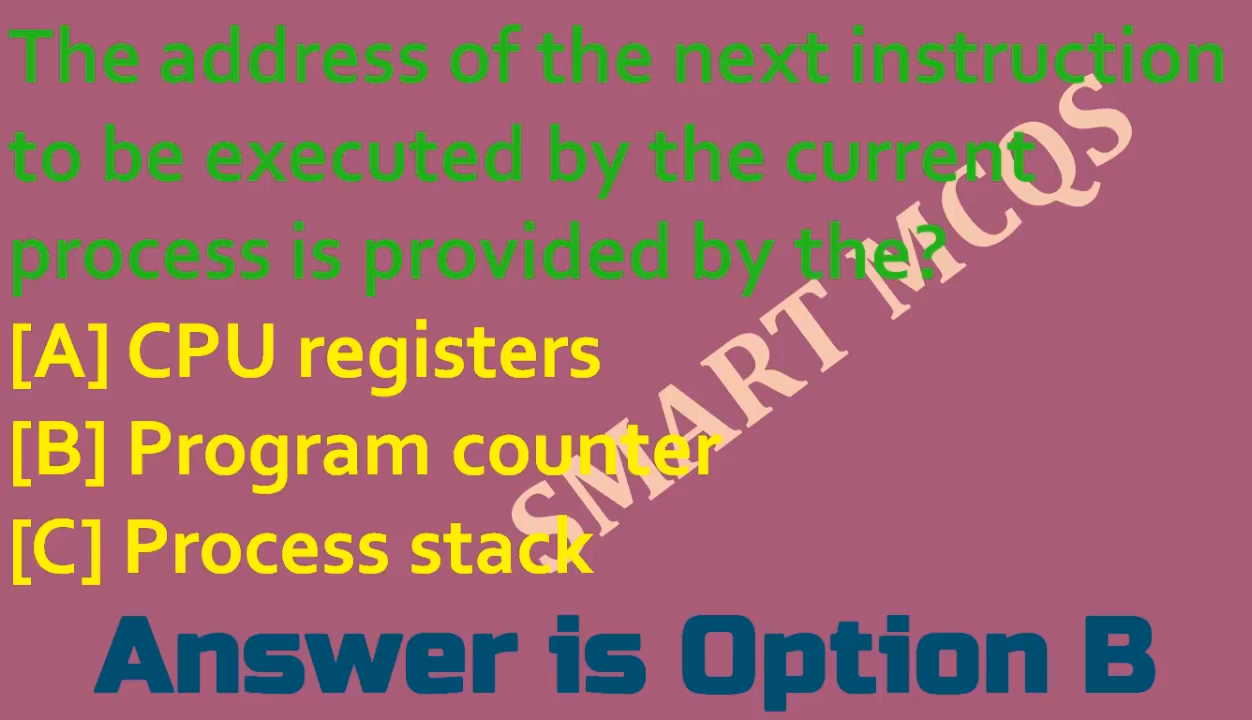 The address of the next instruction
to be executed by the current
process is provided by the?
[A] CPU registers
[B] Program counter
[C] Process stack
SMART MCQS
Answer is Option B